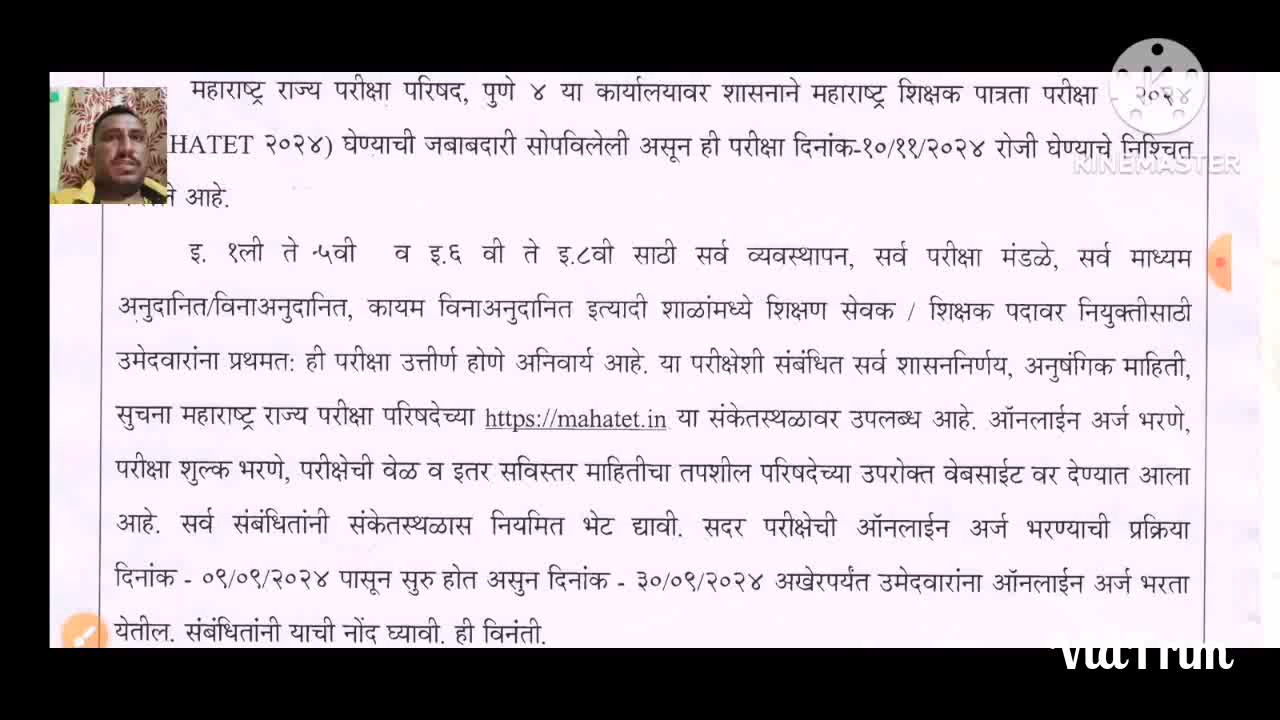 महाराष्ट्र राज्य परीक्षा परिषद, पुणे ४ या कार्यालयावर शासनाने महाराष्ट्र शिक्षक पात्रता परीक्षा - २०२४
HATET २०२४) घेण्याची जबाबदारी सोपविलेली असून ही परीक्षा दिनांक-१०/११/२०२४ रोजी घेण्याचे निश्चित
आहे.
इ. १ली ते ५वी व इ.६ वी ते इ.८वी साठी सर्व व्यवस्थापन, सर्व परीक्षा मंडळे, सर्व माध्यम
अनुदानित/विनाअनुदानित, कायम विनाअनुदानित इत्यादी शाळांमध्ये शिक्षण सेवक / शिक्षक पदावर नियुक्तीसाठी
उमेदवारांना प्रथमत: ही परीक्षा उत्तीर्ण होणे अनिवार्य आहे. या परीक्षेशी संबंधित सर्व शासननिर्णय, अनुषंगिक माहिती,
सुचना महाराष्ट्र राज्य परीक्षा परिषदेच्या https://mahatet.in या संकेतस्थळावर उपलब्ध आहे. ऑनलाईन अर्ज भरणे,
परीक्षा शुल्क भरणे, परीक्षेची वेळ व इतर सविस्तर माहितीचा तपशील परिषदेच्या उपरोक्त वेबसाईट वर देण्यात आला
आहे. सर्व संबंधितांनी संकेतस्थळास नियमित भेट द्यावी. सदर परीक्षेची ऑनलाईन अर्ज भरण्याची प्रक्रिया
दिनांक - ०९/०९/२०२४ पासून सुरु होत असुन दिनांक - ३०/०९/२०२४ अखेरपर्यंत उमेदवारांना ऑनलाईन अर्ज भरता
येतील. संबंधितांनी याची नोंद घ्यावी. ही विनंती.
KINEMASTER
VidTrim